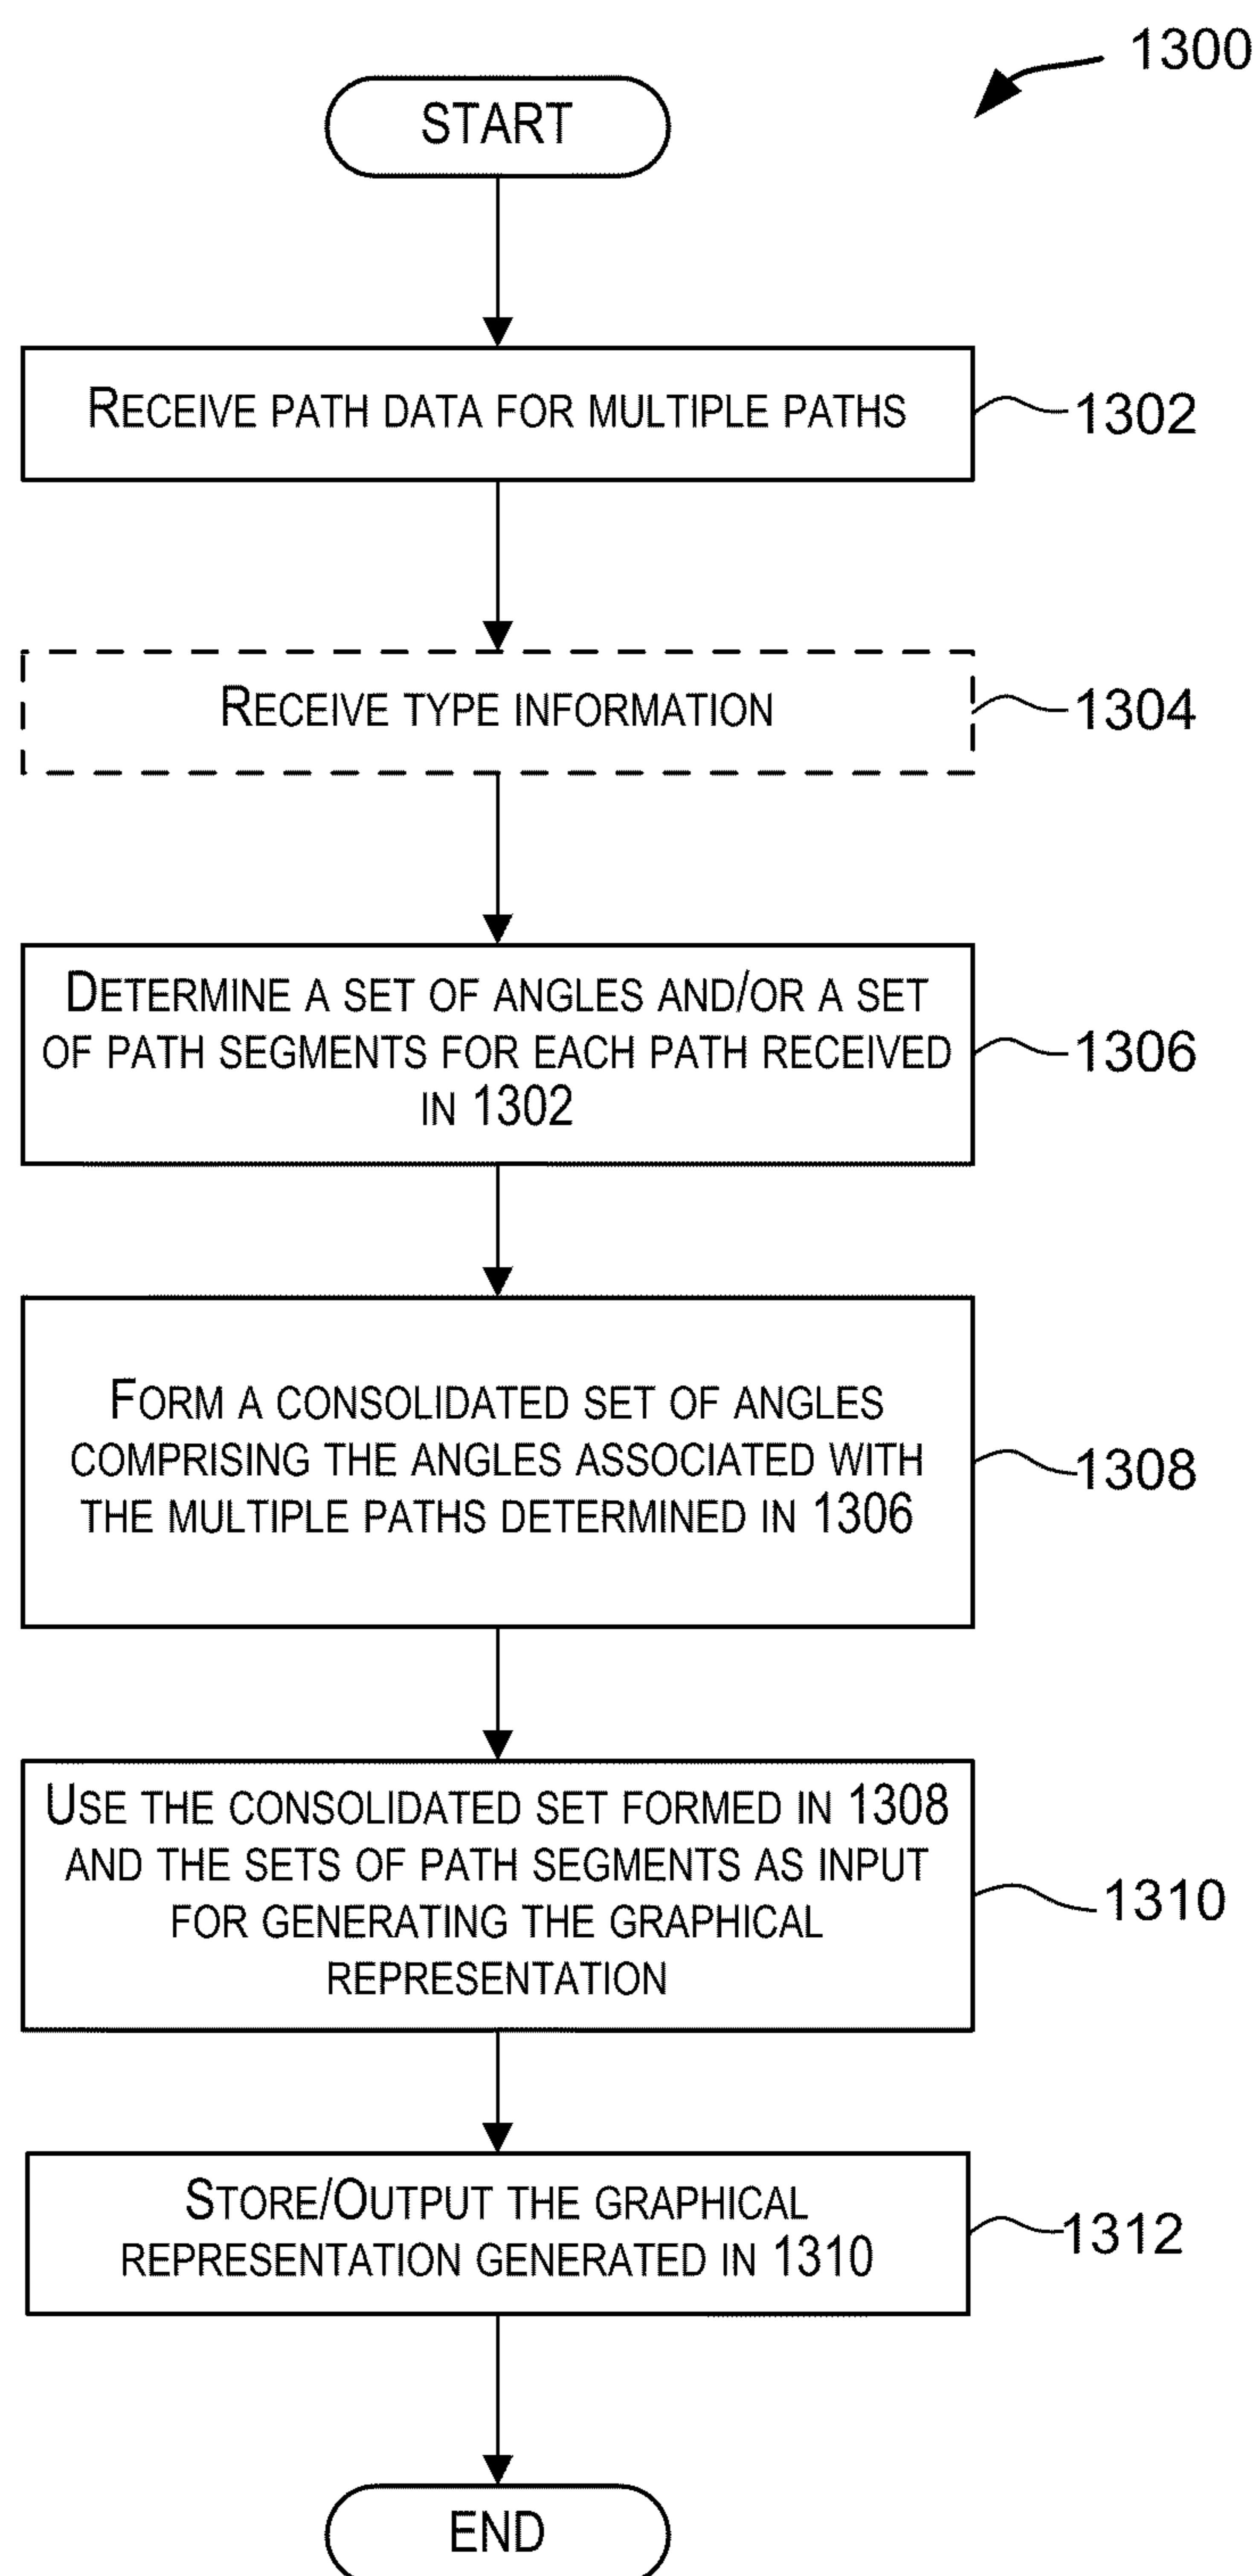 1300
START
RECEIVE PATH DATA FOR MULTIPLE PATHS
1302
RECEIVE TYPE INFORMATION
1304
DETERMINE A SET OF ANGLES AND/OR A SET
OF PATH SEGMENTS FOR EACH PATH RECEIVED
IN 1302
1306
FORM A CONSOLIDATED SET OF ANGLES
COMPRISING THE ANGLES ASSOCIATED WITH
THE MULTIPLE PATHS DETERMINED IN 1306
1308
USE THE CONSOLIDATED SET FORMED IN 1308
AND THE SETS OF PATH SEGMENTS AS INPUT
FOR GENERATING THE GRAPHICAL
REPRESENTATION
1310
STORE/OUTPUT THE GRAPHICAL
REPRESENTATION GENERATED IN 1310
1312
END